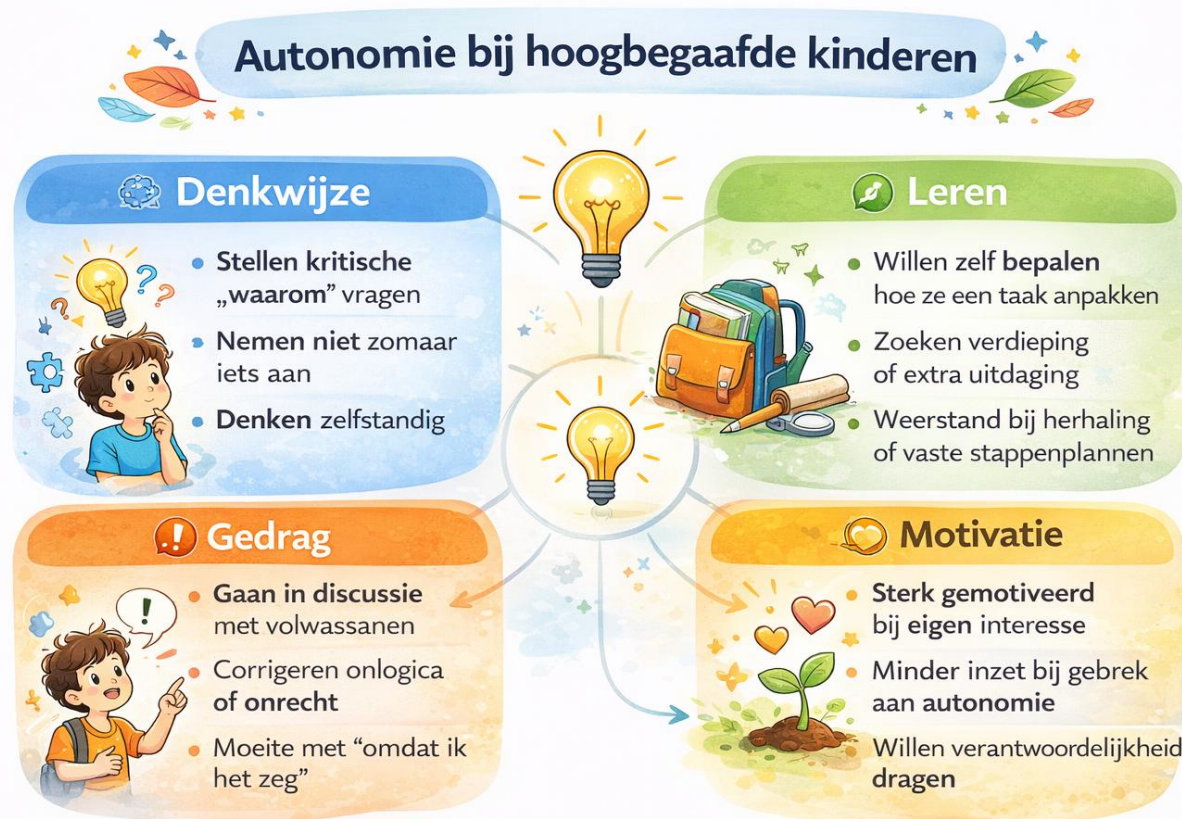 Autonomie bij hoogbegaafde kinderen
Denkwijze
Stellen kritische
„waarom” vragen
Nemen niet zomaar
iets aan
Denken zelfstandig
Leren
Willen zelf bepalen
hoe ze een taak anpakken
Zoeken verdieping
of extra uitdaging
Weerstand bij herhaling
of vaste stappenplannen
Gedrag
Gaan in discussie
met volwassanen
Corrigeren onlogica
of onrecht
Moeite met “omdat ik
het zeg”
Motivatie
Sterk gemotiveerd
bij eigen interesse
Minder inzet bij gebrek
aan autonomie
Willen verantwoordelijkheid
dragen